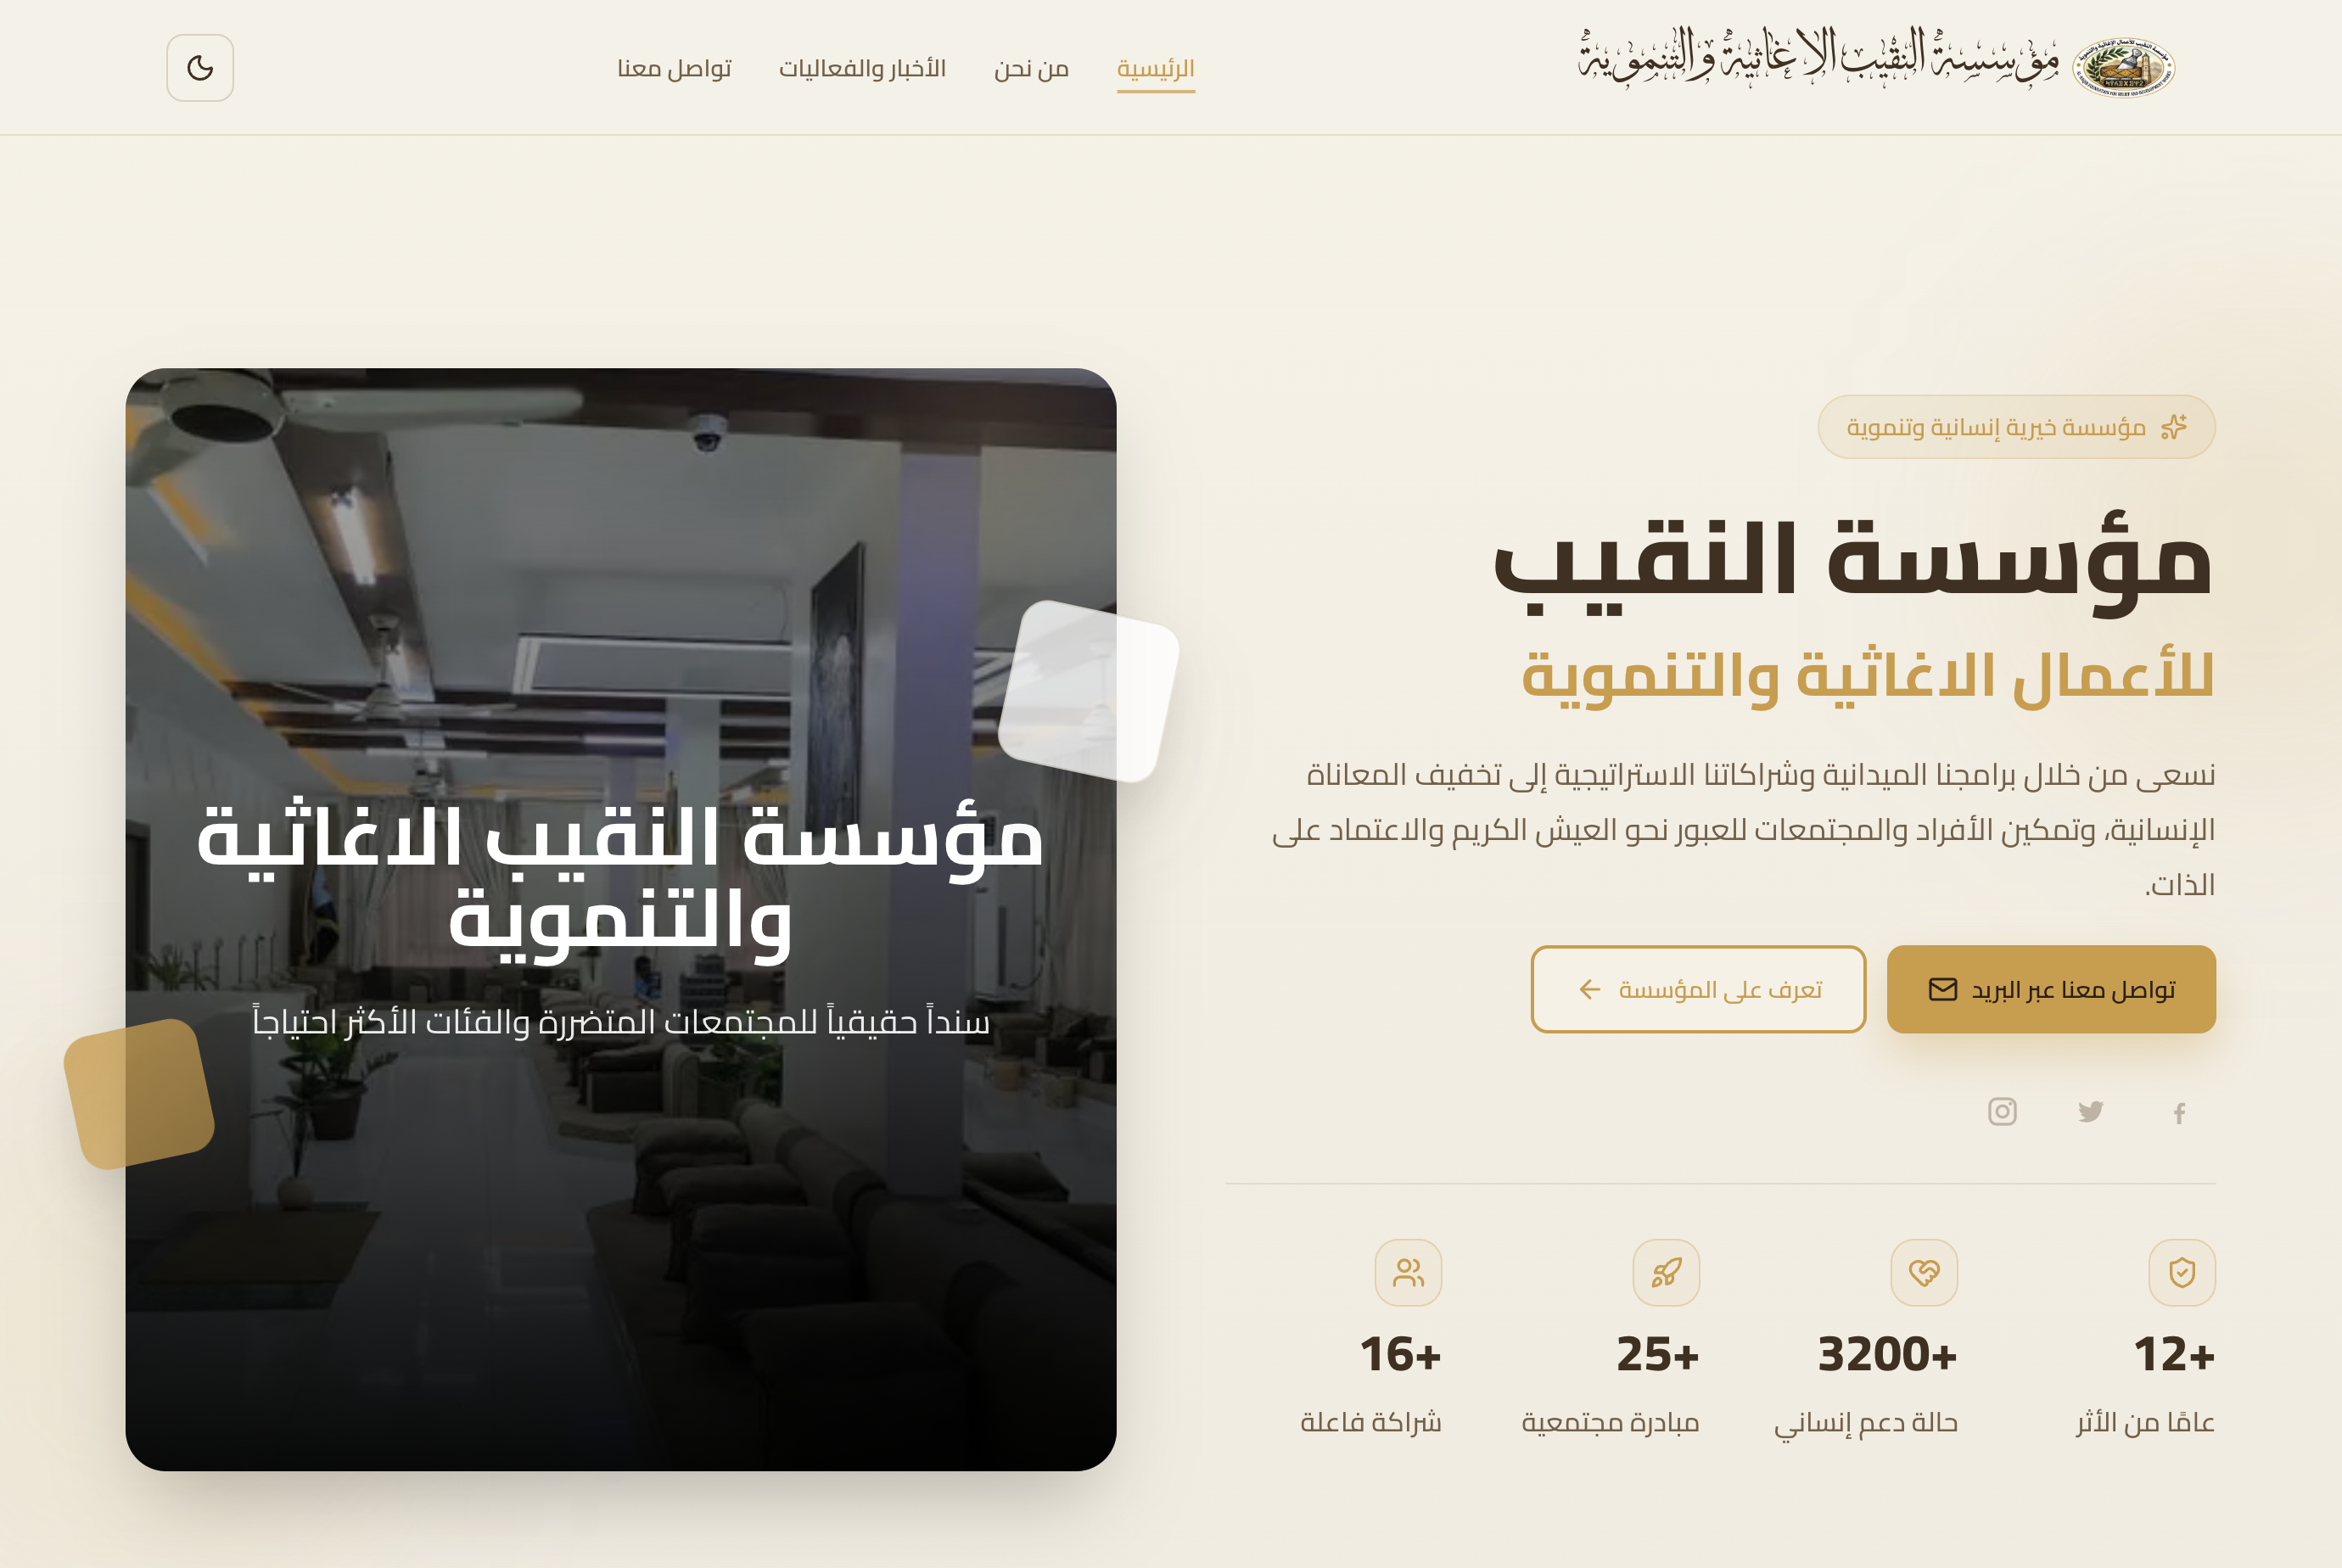 مؤسسة النقيب الاغاثية والتنموية
الرئيسية
من نحن
الأخبار والفعاليات
تواصل معنا
مؤسسة خيرية إنسانية وتنموية
مؤسسة النقيب
للأعمال الاغاثية والتنموية
نسعى من خلال برامجنا الميدانية وشراكاتنا الاستراتيجية إلى تخفيف المعاناة
الإنسانية، وتمكين الأفراد والمجتمعات للعبور نحو العيش الكريم والاعتماد على
الذات.
تواصل معنا عبر البريد
تعرف على المؤسسة
+12
عامًا من الأثر
+3200
حالة دعم إنساني
+25
مبادرة مجتمعية
+16
شراكة فاعلة
مؤسسة النقيب الاغاثية
والتنموية
سنداً حقيقياً للمجتمعات المتضررة والفئات الأكثر احتياجاً